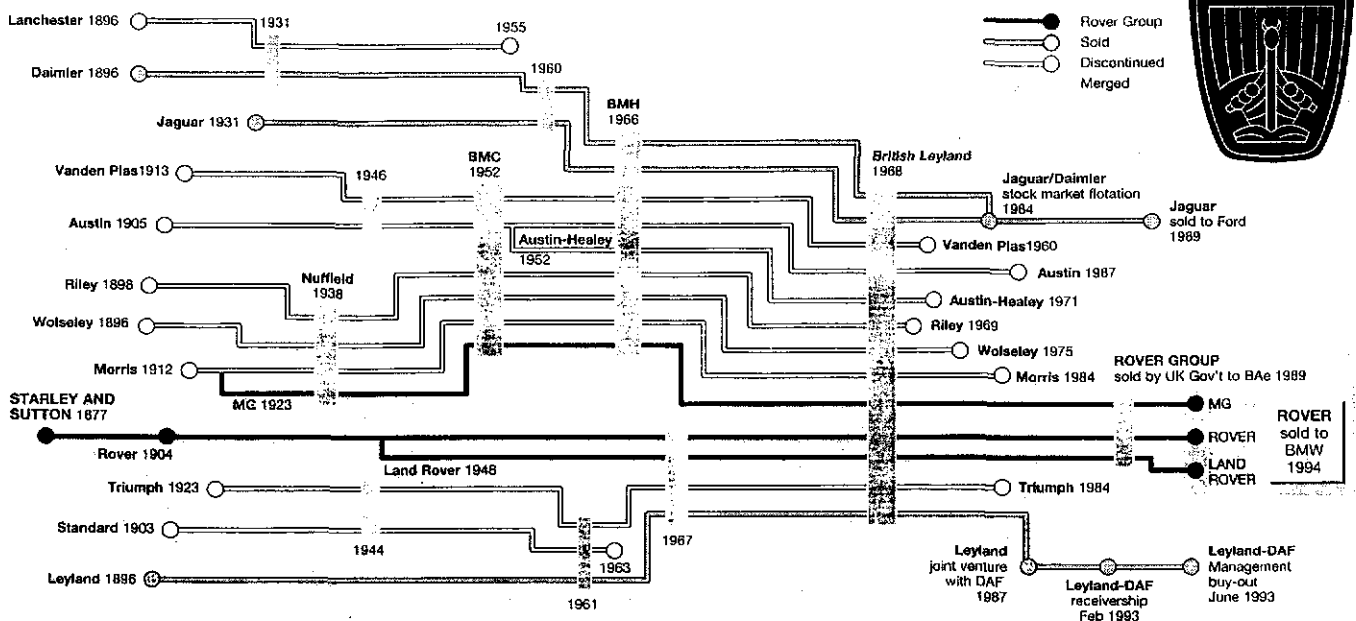 Lanchester 1896
1931
1955
Rover Group
Sold
Discontinued
Merged
Daimler 1896
1960
BMH
1966
Jaguar 1931
BMC
1952
British Leyland
1968
Vanden Plas1913
1946
Jaguar/Daimler
stock market flotation
1984
Jaguar
sold to Ford
1989
Austin 1905
Austin-Healey
1952
Vanden Plas1960
Austin 1987
Riley 1898
Nuffield
1938
Austin-Healey 1971
Wolseley 1896
Riley 1969
Wolseley 1975
Morris 1912
Morris 1984
ROVER GROUP
sold by UK Gov't to BAe 1989
MG 1923
MG
STARLEY AND
SUTTON 1877
Rover 1904
ROVER
ROVER
sold to
BMW
1994
Land Rover 1948
LAND
ROVER
Triumph 1923
Triumph 1984
Standard 1903
1944
1963
1967
Leyland 1896
1961
Leyland
joint venture
with DAF
1987
Leyland-DAF
receivership
Feb 1993
Leyland-DAF
Management
buy-out
June 1993